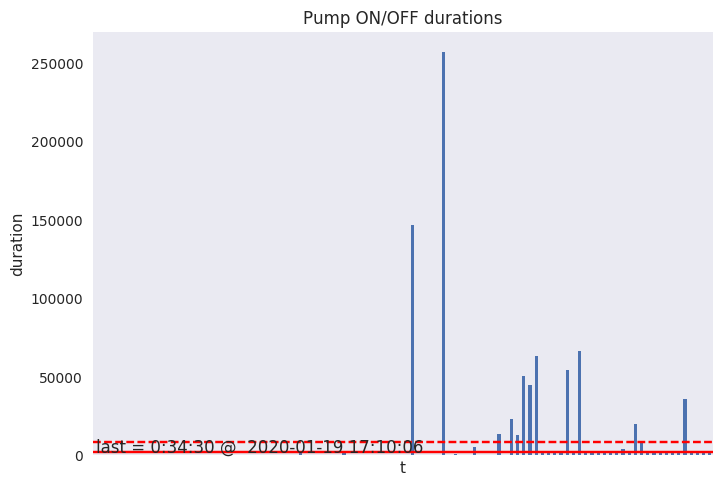 Pump ON/OFF durations
250000
200000
150000
100000
50000
0
duration
last = 0:34:30 @  2020-01-19 17:10:06
t